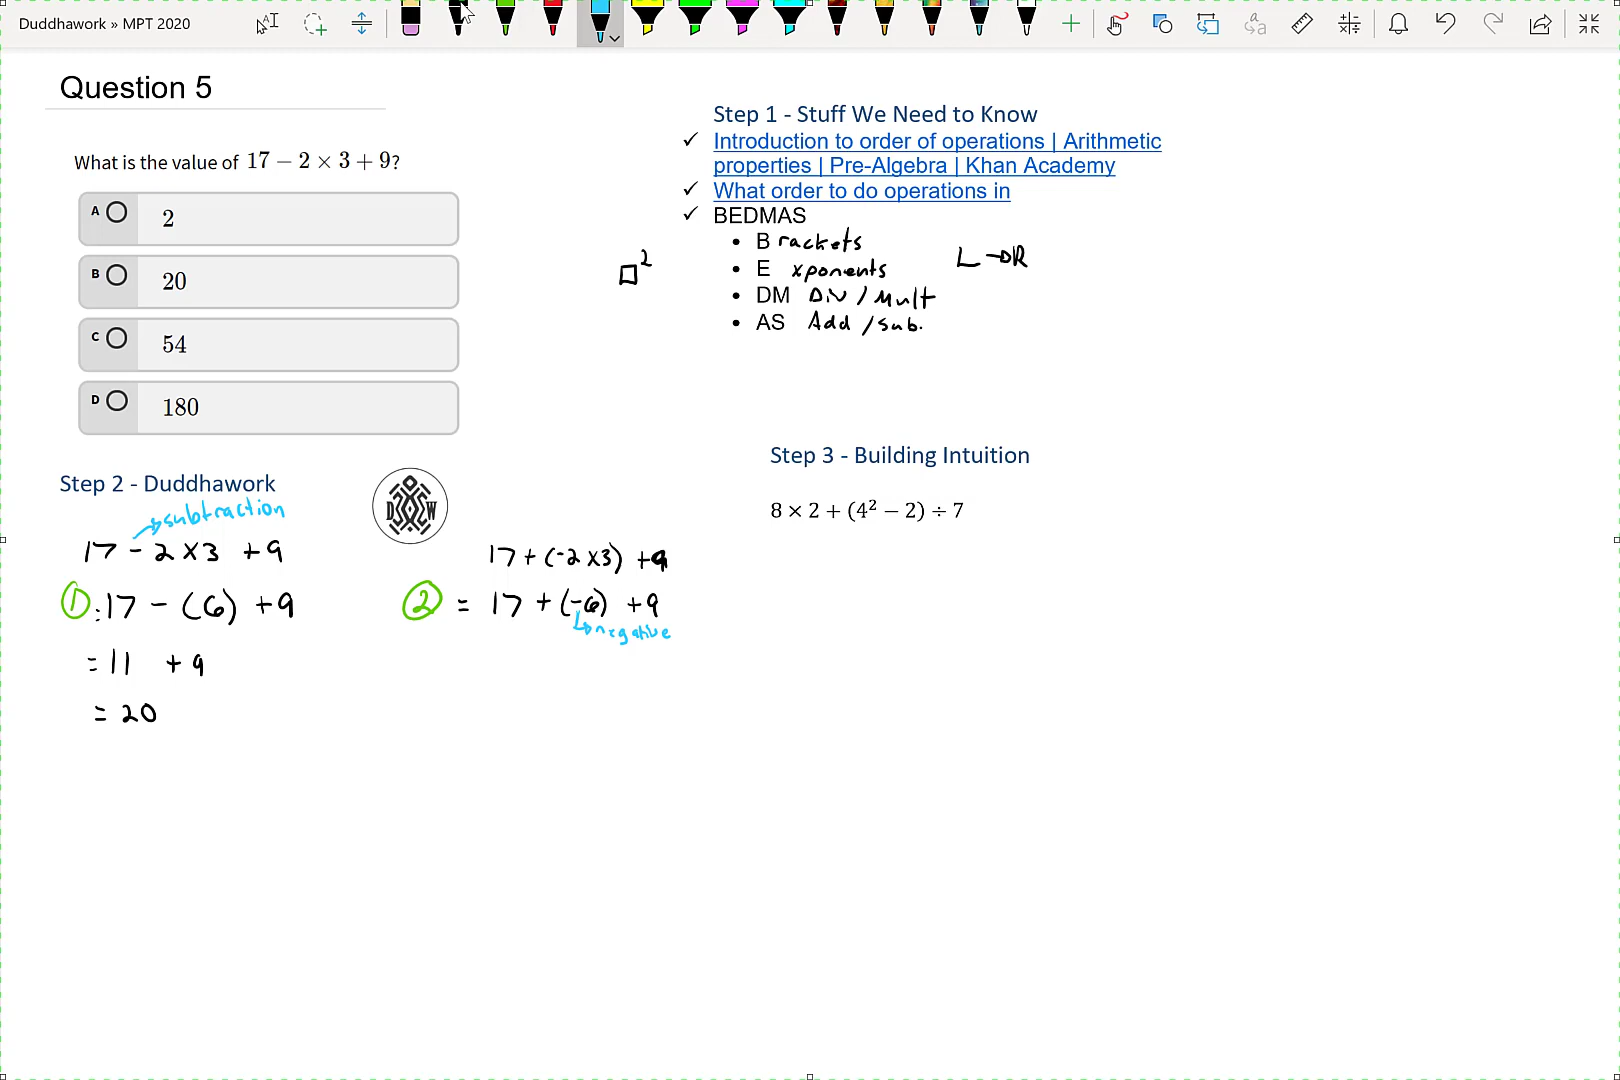 Duddhawork » MPT 2020
Question 5
What is the value of 17 − 2 × 3 + 9?
A 2
B 20
C 54
D 180
Step 1 - Stuff We Need to Know
✓ Introduction to order of operations | Arithmetic
properties | Pre-Algebra | Khan Academy
✓ What order to do operations in
✓ BEDMAS
• B rackets
• E xponents
• DM Div / Mult
• AS Add / sub.
□²
L → R
Step 2 - Duddhawork
D W
→ subtraction
17 − 2 × 3 + 9
① : 17 − (6) + 9
= 11 + 9
= 20
17 + (-2 × 3) + 9
② = 17 + (-6) + 9
↳ negative
Step 3 - Building Intuition
8 × 2 + (4² − 2) ÷ 7